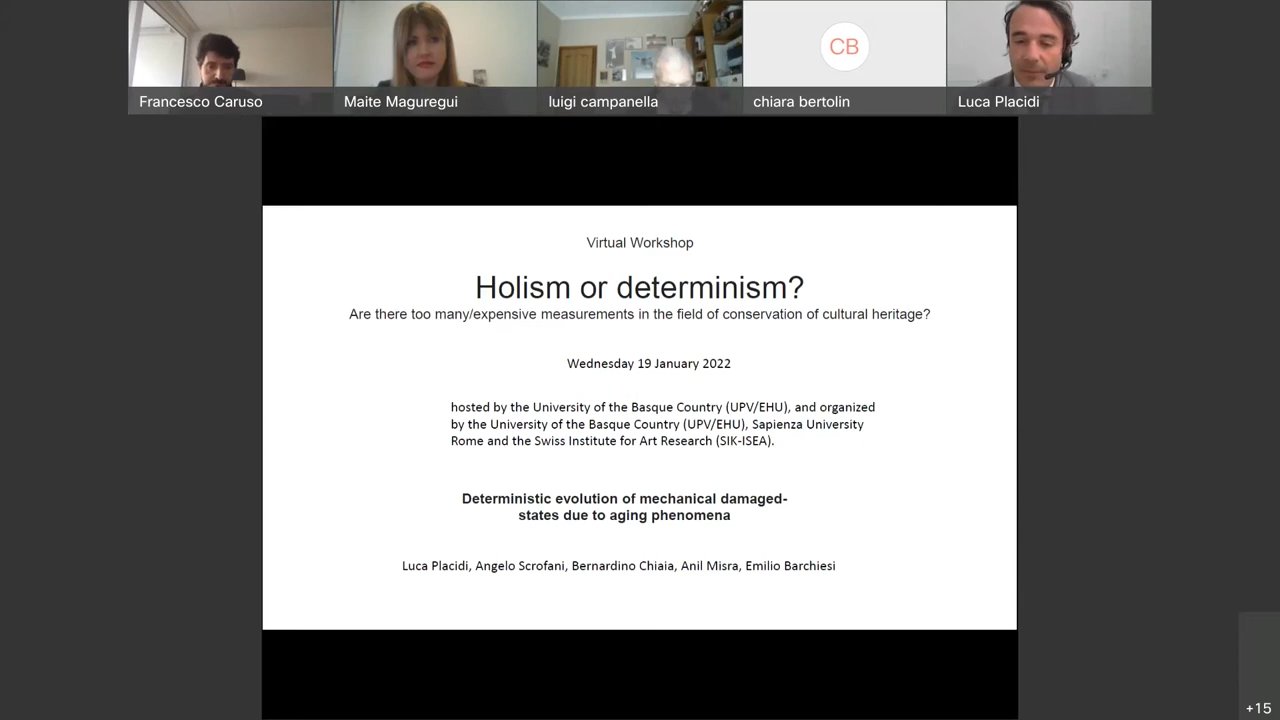 CB
Francesco Caruso
Maite Maguregui
luigi campanella
chiara bertolin
Luca Placidi
Virtual Workshop
Holism or determinism?
Are there too many/expensive measurements in the field of conservation of cultural heritage?
Wednesday 19 January 2022
hosted by the University of the Basque Country (UPV/EHU), and organized
by the University of the Basque Country (UPV/EHU), Sapienza University
Rome and the Swiss Institute for Art Research (SIK-ISEA).
Deterministic evolution of mechanical damaged-
states due to aging phenomena
Luca Placidi, Angelo Scrofani, Bernardino Chiaia, Anil Misra, Emilio Barchiesi
+15